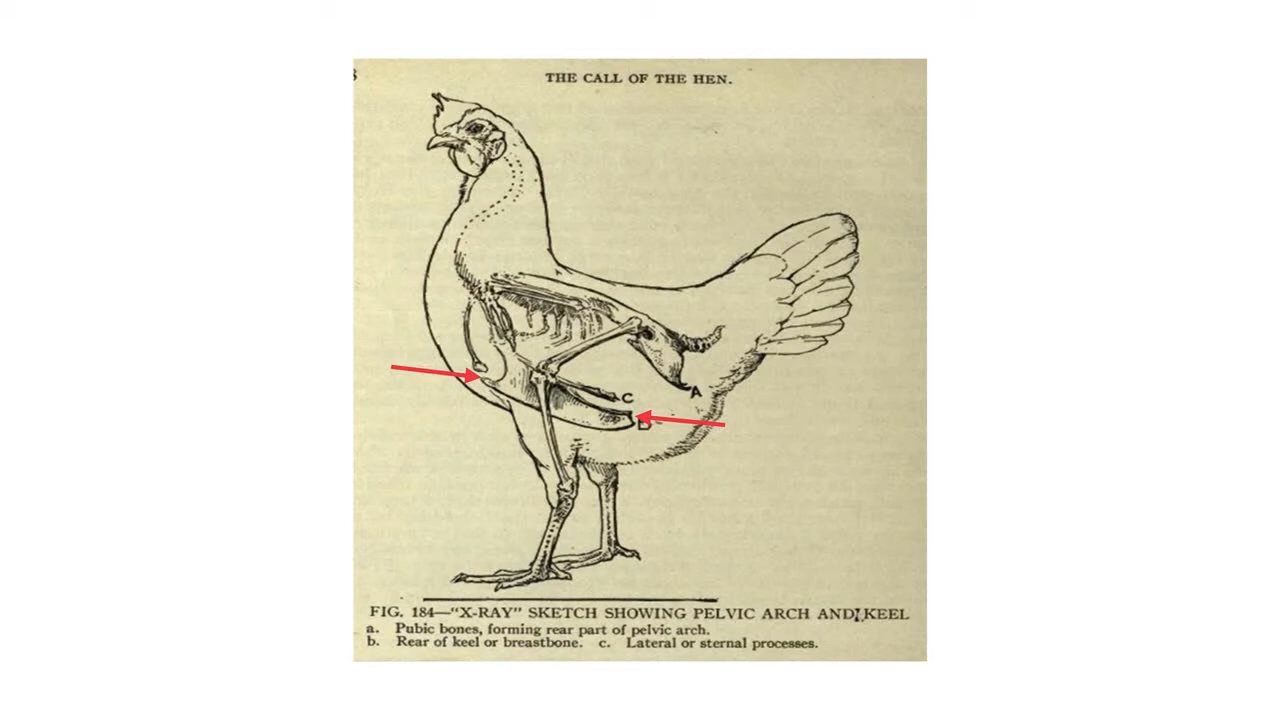 8
THE CALL OF THE HEN.
C
A
B
FIG. 184—"X-RAY" SKETCH SHOWING PELVIC ARCH AND KEEL
a. Pubic bones, forming rear part of pelvic arch.
b. Rear of keel or breastbone. c. Lateral or sternal processes.